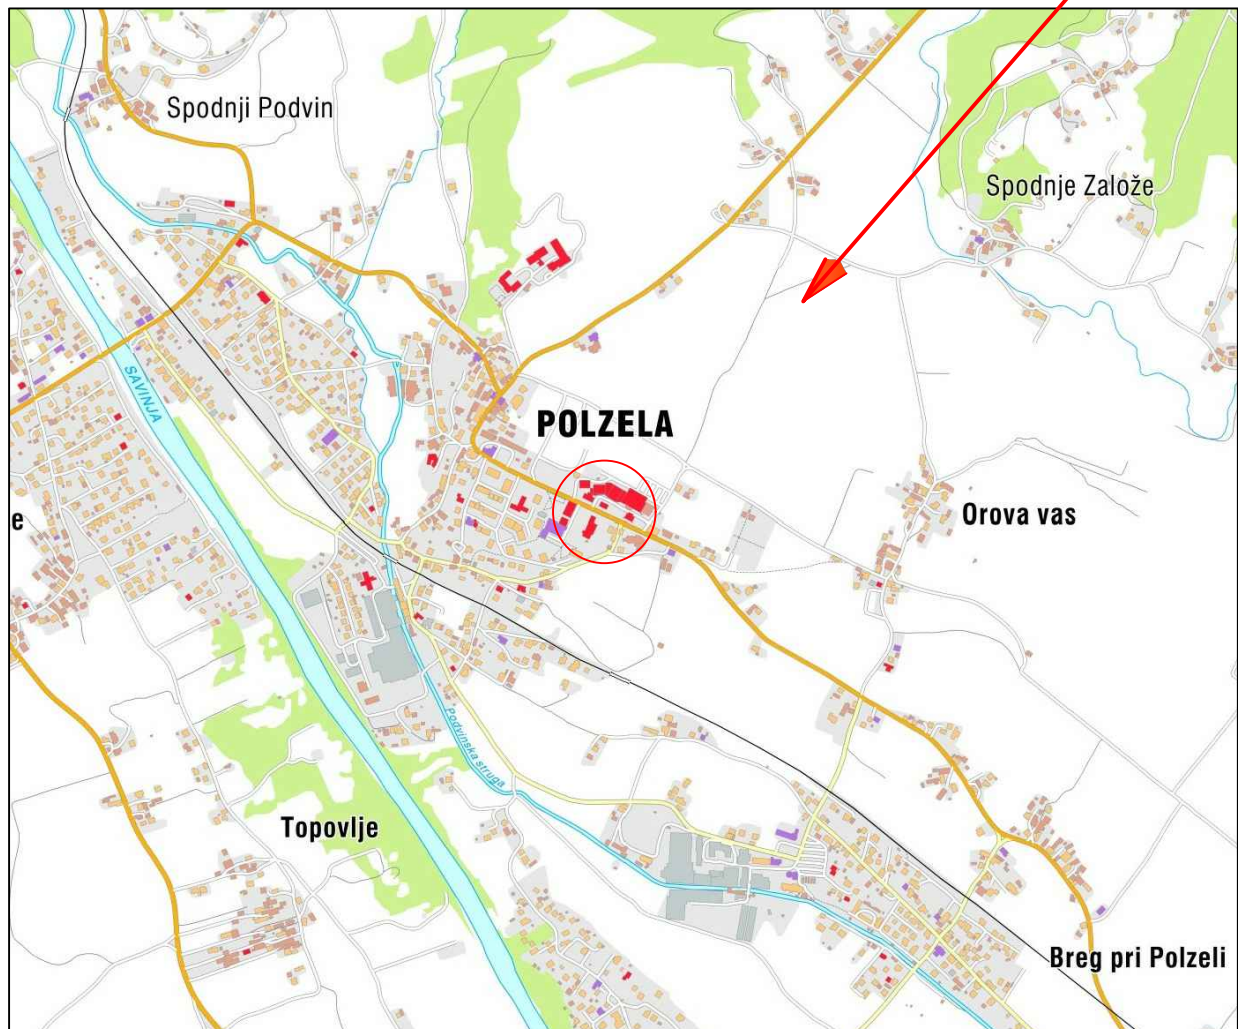 Spodnji Podvin
Spodnje Založe
SAVINJA
POLZELA
Orova vas
e
Podvinska struga
Topovlje
Breg pri Polzeli